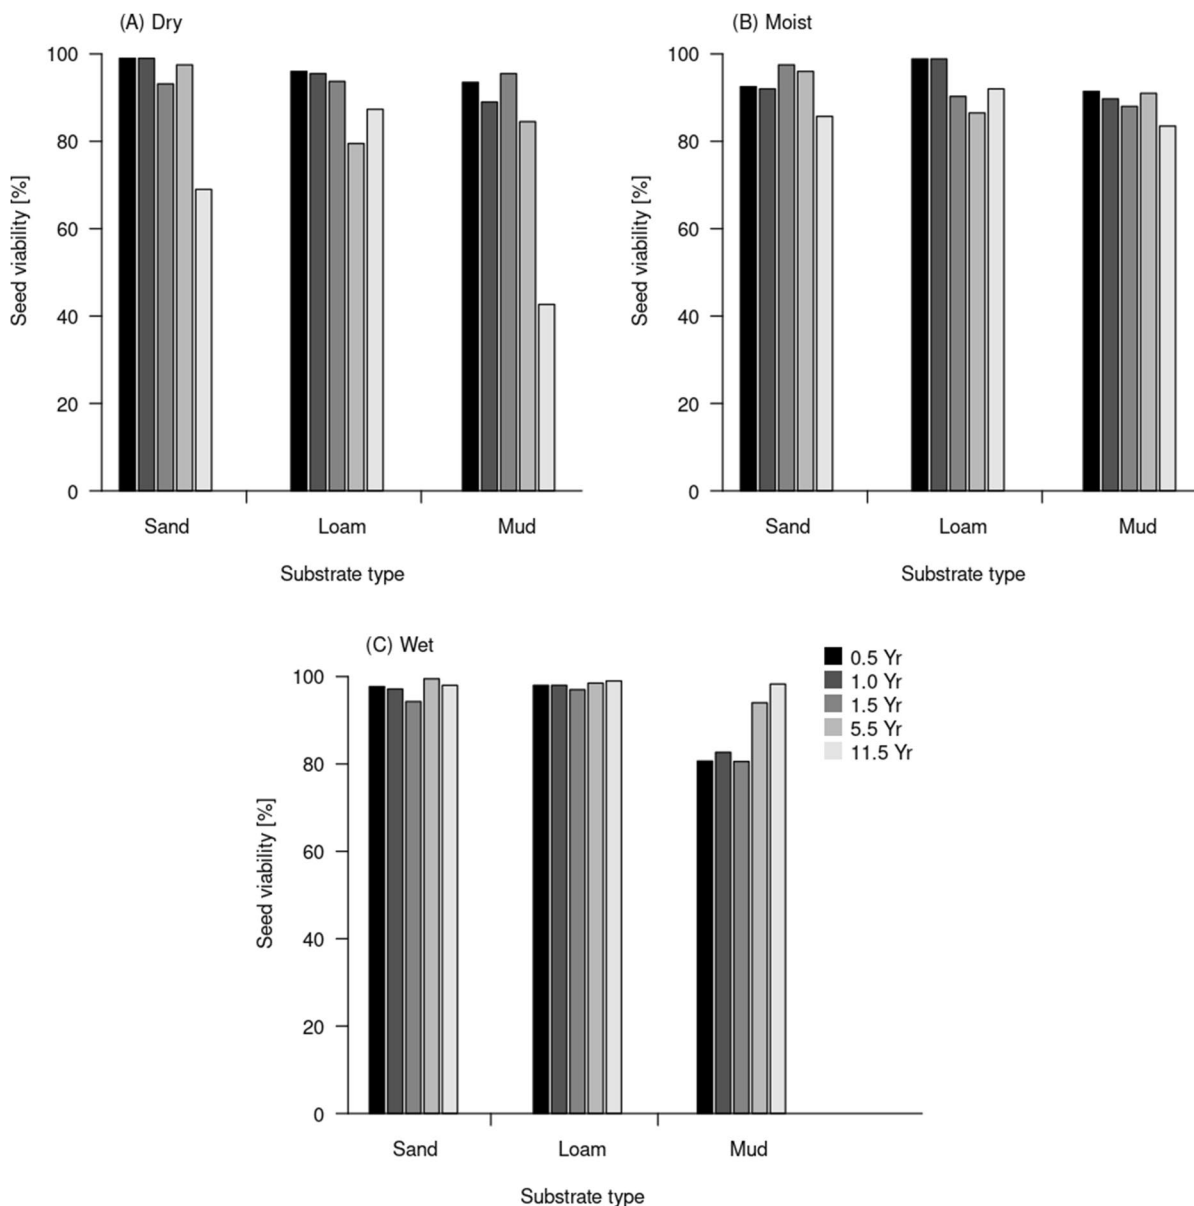 (A) Dry
Seed viability [%]
100
80
60
40
20
0
Sand Loam Mud
Substrate type
(B) Moist
Seed viability [%]
100
80
60
40
20
0
Sand Loam Mud
Substrate type
(C) Wet
Seed viability [%]
100
80
60
40
20
0
Sand Loam Mud
Substrate type
0.5 Yr
1.0 Yr
1.5 Yr
5.5 Yr
11.5 Yr